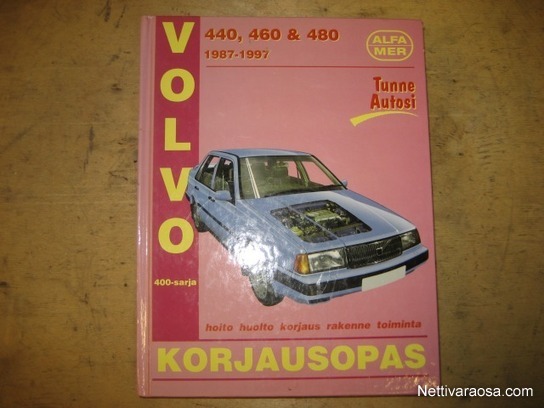 VOLVO
440, 460 & 480
1987-1997
ALFA
MER
Tunne
Autosi
400-sarja
hoito huolto korjaus rakenne toiminta
KORJAUSOPAS
Nettivaraosa.com